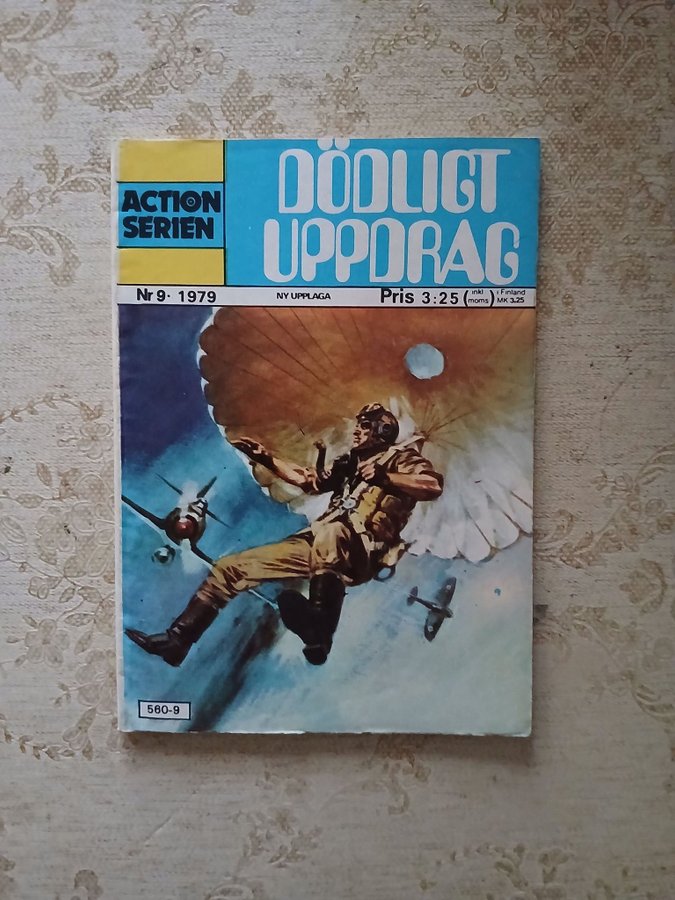 ACTION
SERIEN
DÖDLIGT
UPPDRAG
Nr 9· 1979
NY UPPLAGA
Pris 3:25 (inkl moms) i Finland MK 3.25
560-9